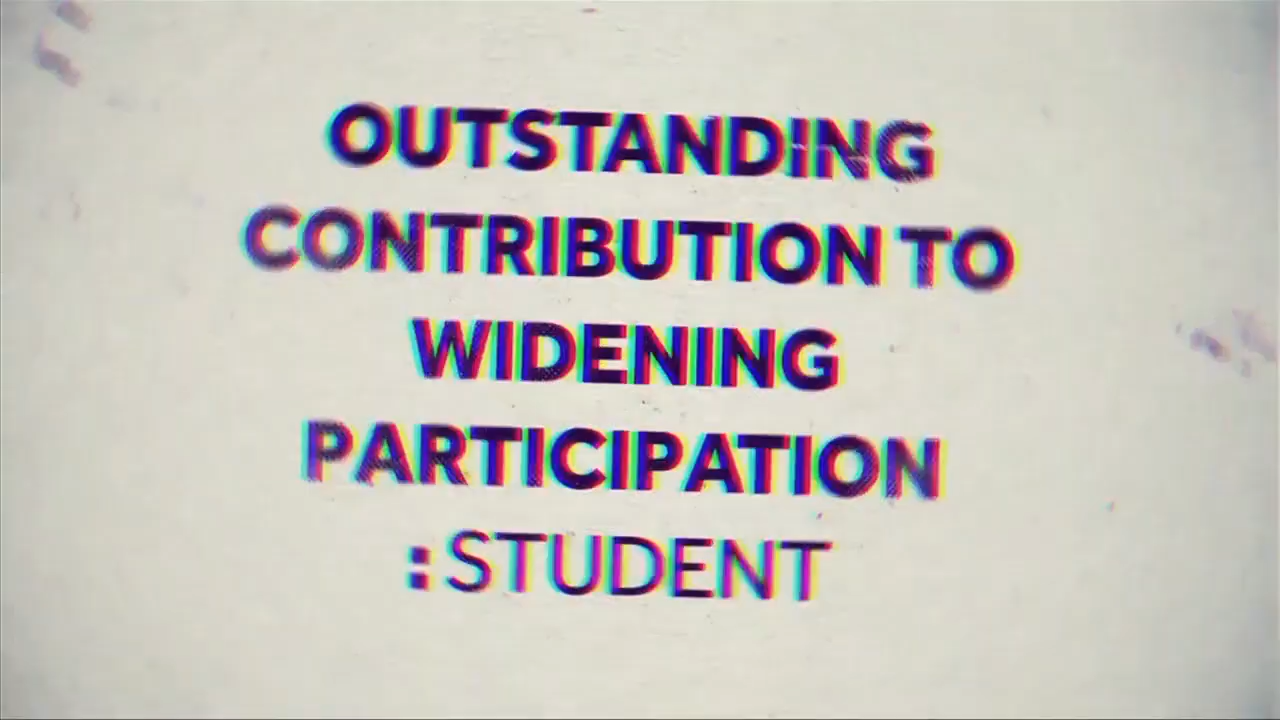 OUTSTANDING
CONTRIBUTION TO
WIDENING
PARTICIPATION
:STUDENT